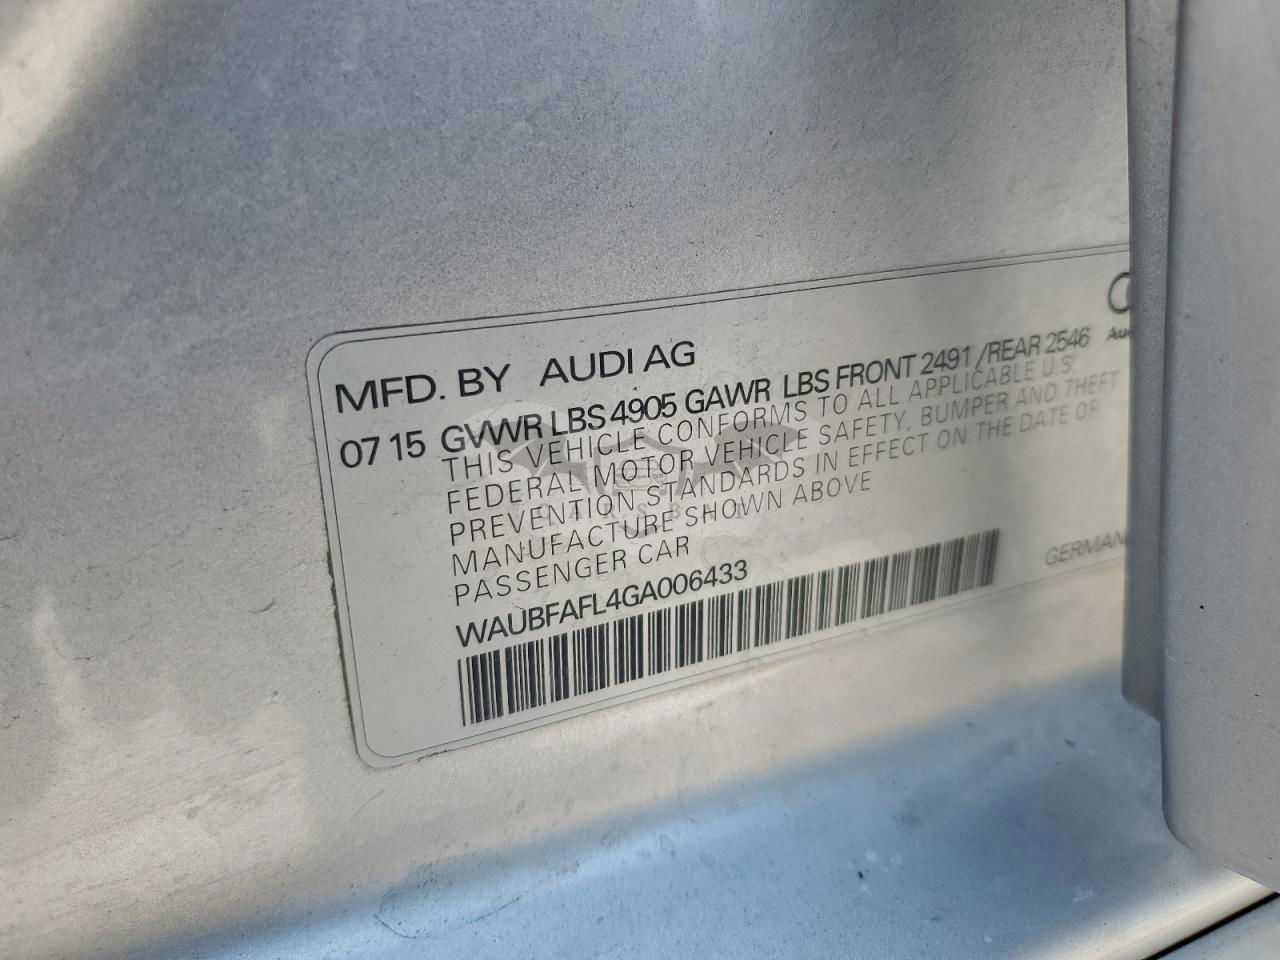 MFD. BY AUDI AG
07 15 GVWR LBS 4905 GAWR LBS FRONT 2491 /REAR 2546
THIS VEHICLE CONFORMS TO ALL APPLICABLE U.S
FEDERAL MOTOR VEHICLE SAFETY, BUMPER AND THEFT
PREVENTION STANDARDS IN EFFECT ON THE DATE OF
MANUFACTURE SHOWN ABOVE
PASSENGER CAR
WAUBFAFL4GA006433
GERMAN